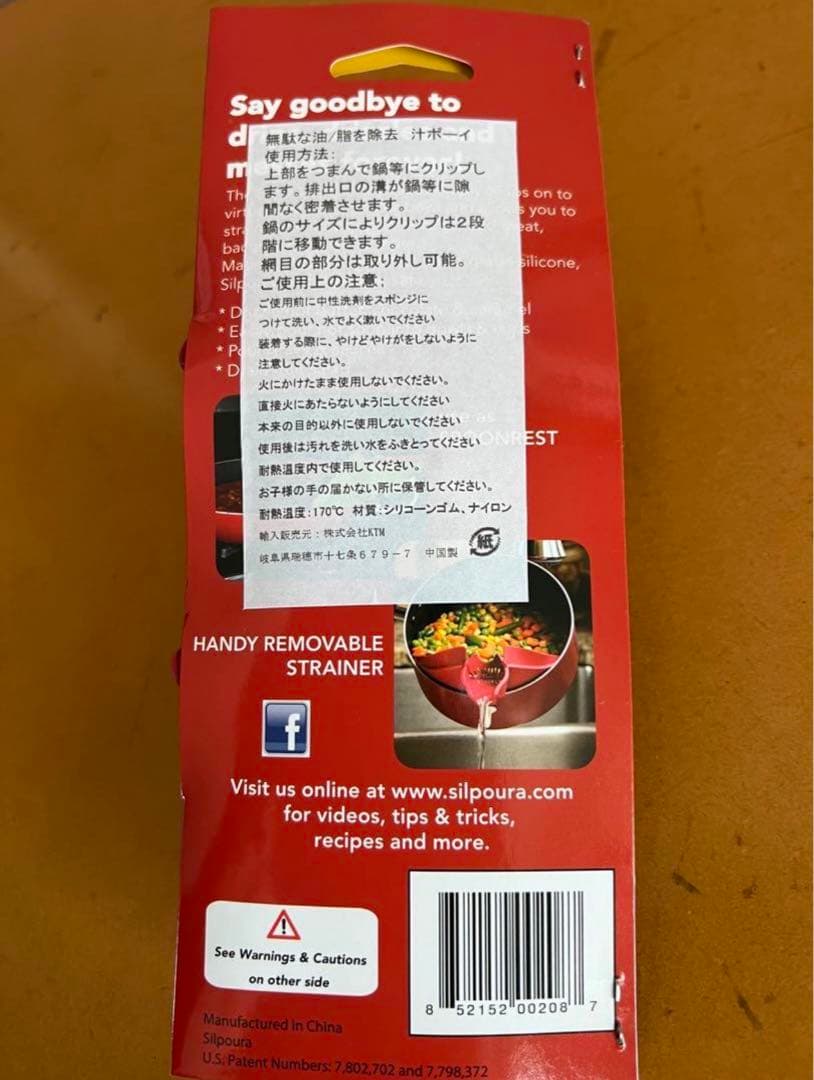 Say goodbye to
無駄な油/脂を除去 汁ボーイ
使用方法:
上部をつまんで鍋等にクリップし
ます。排出口の溝が鍋等に隙
間なく密着させます。
鍋のサイズによりクリップは2段
階に移動できます。
網目の部分は取り外し可能。
ご使用上の注意:
ご使用前に中性洗剤をスポンジに
つけて洗い、水でよく漱いでください
装着する際に、やけどやけがをしないように
注意してください。
火にかけたまま使用しないでください。
直接火にあたらないようにしてください
本来の目的以外に使用しないでください
使用後は汚れを洗い水をふきとってください
耐熱温度内で使用してください。
お子様の手の届かない所に保管してください。
耐熱温度:170℃ 材質:シリコーンゴム、ナイロン
輸入販売元:株式会社KTM
岐阜県瑞穂市十七条679-7 中国製
紙
on to
you to
silicone,
HANDY REMOVABLE
STRAINER
f
Visit us online at www.silpoura.com
for videos, tips & tricks,
recipes and more.
See Warnings & Cautions
on other side
8 52152 00208 7
Manufactured in China
Silpoura
U.S. Patent Numbers: 7,802,702 and 7,798,372